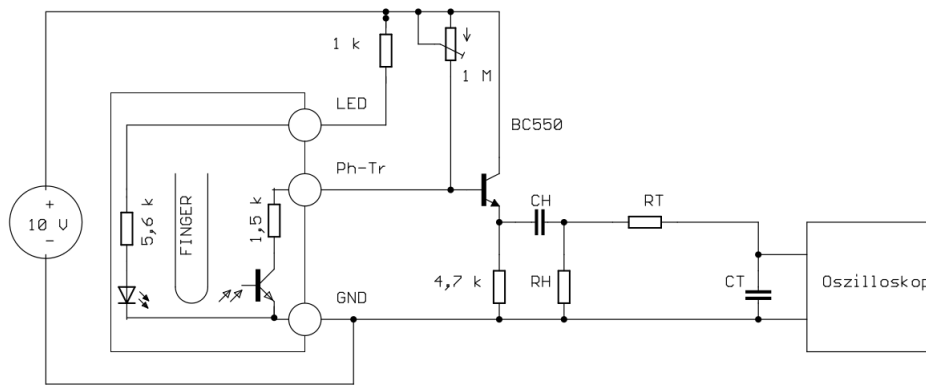 1 k
1 M
LED
BC550
Ph-Tr
+
10 V
−
5,6 k
FINGER
1,5 k
CH
RT
4,7 k
RH
CT
Oszilloskop
GND